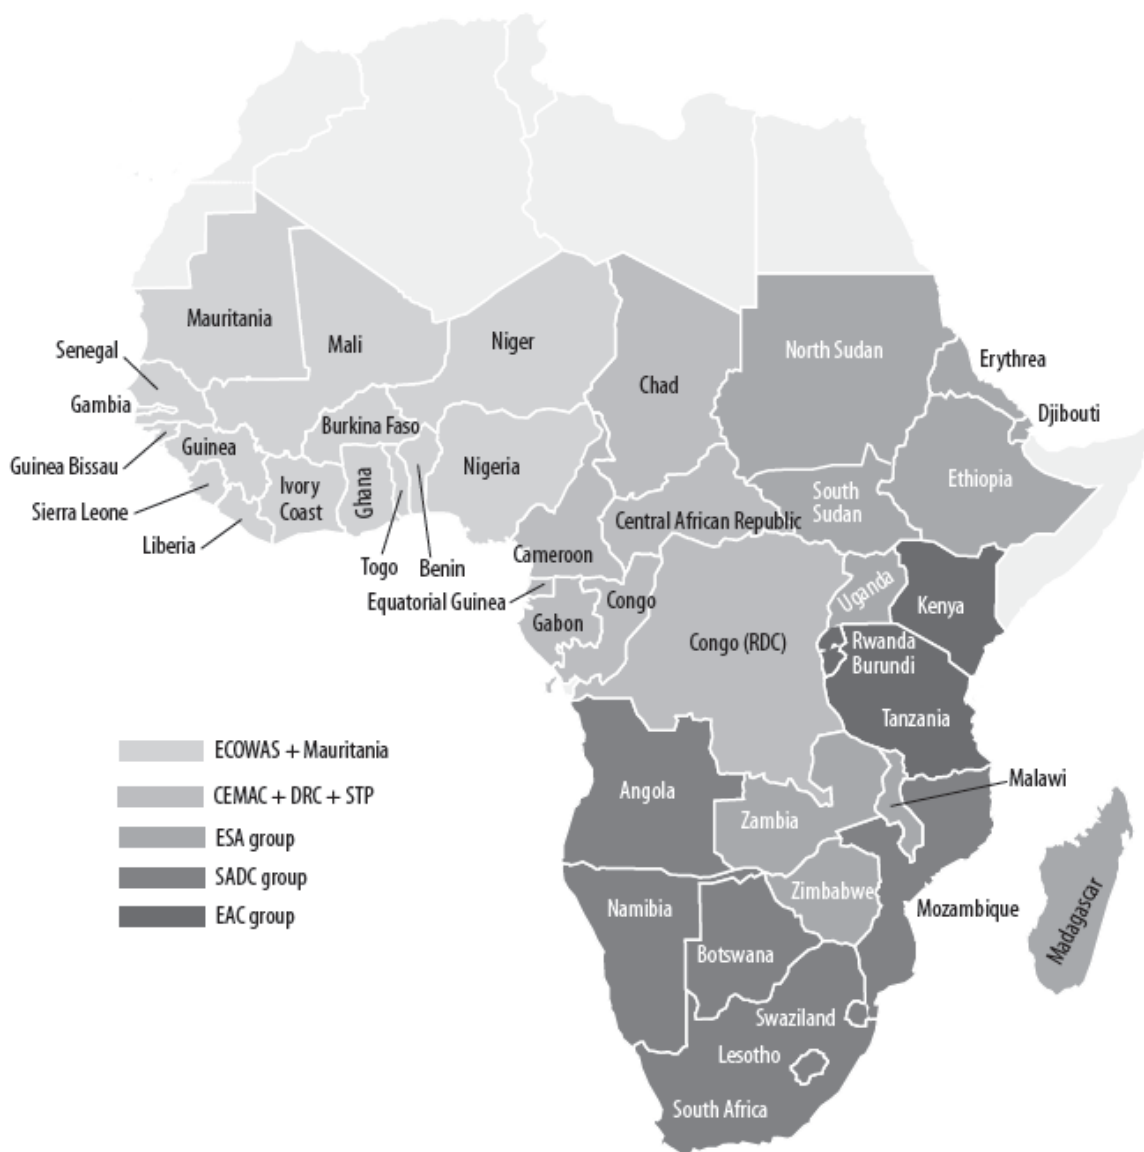 Mauritania
Mali
Niger
Chad
North Sudan
Erythrea
Djibouti
Senegal
Gambia
Guinea Bissau
Guinea
Sierra Leone
Liberia
Burkina Faso
Ivory
Coast
Ghana
Togo
Benin
Nigeria
Cameroon
Central African Republic
South
Sudan
Ethiopia
Equatorial Guinea
Gabon
Congo
Congo (RDC)
Uganda
Kenya
Rwanda
Burundi
Tanzania
ECOWAS + Mauritania
CEMAC + DRC + STP
ESA group
SADC group
EAC group
Angola
Zambia
Malawi
Zimbabwe
Mozambique
Madagascar
Namibia
Botswana
Swaziland
Lesotho
South Africa